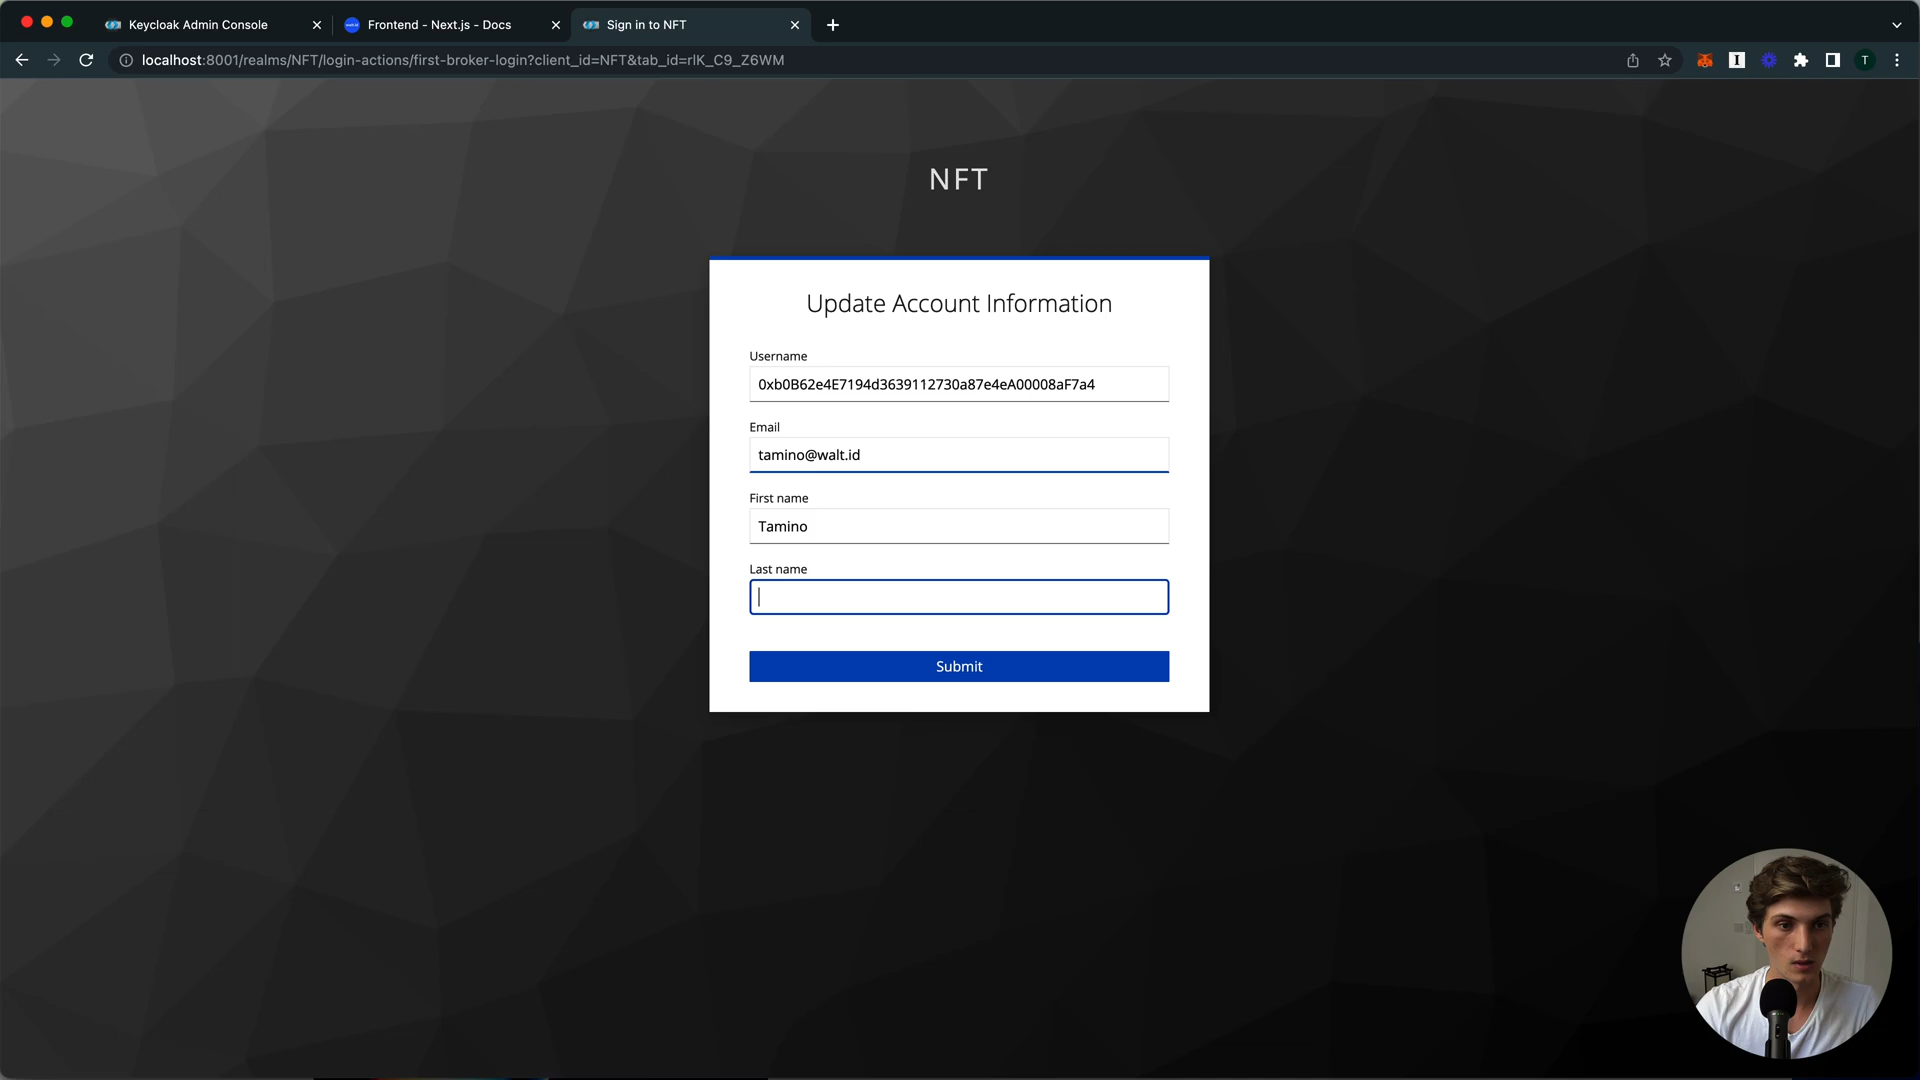 Keycloak Admin Console
Frontend - Next.js - Docs
Sign in to NFT
localhost:8001/realms/NFT/login-actions/first-broker-login?client_id=NFT&tab_id=rlK_C9_Z6WM
T
NFT
Update Account Information
Username
0xb0B62e4E7194d3639112730a87e4eA00008aF7a4
Email
tamino@walt.id
First name
Tamino
Last name
Submit